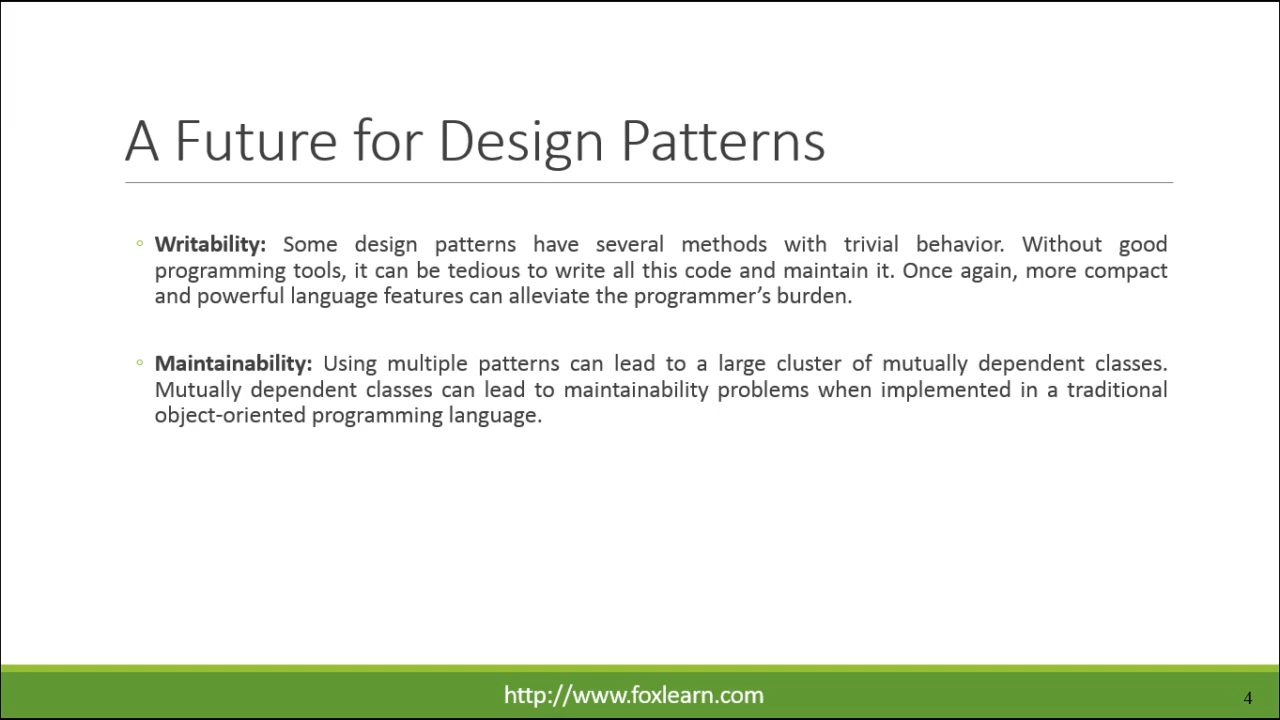 A Future for Design Patterns
Writability: Some design patterns have several methods with trivial behavior. Without good
programming tools, it can be tedious to write all this code and maintain it. Once again, more compact
and powerful language features can alleviate the programmer’s burden.
Maintainability: Using multiple patterns can lead to a large cluster of mutually dependent classes.
Mutually dependent classes can lead to maintainability problems when implemented in a traditional
object-oriented programming language.
http://www.foxlearn.com
4